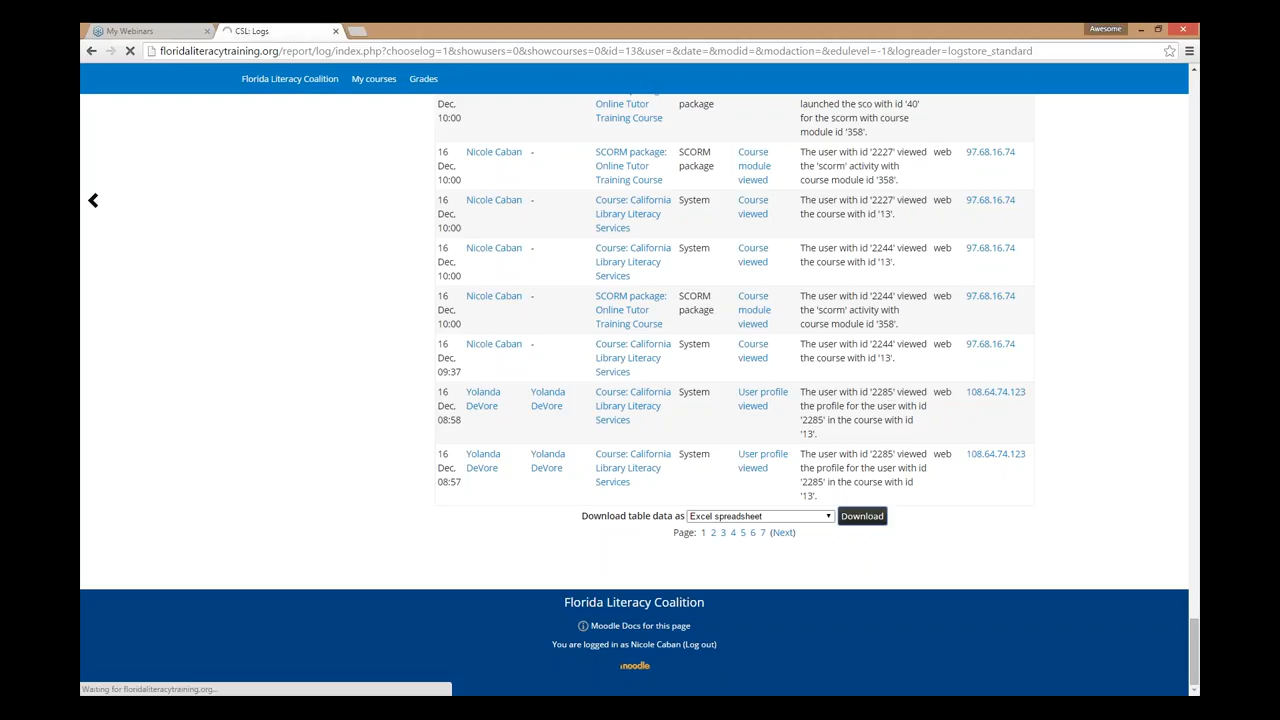 My Webinars
CSL: Logs
Awesome
floridaliteracytraining.org/report/log/index.php?chooselog=1&showusers=0&showcourses=0&id=13&user=&date=&modid=&modaction=&edulevel=-1&logreader=logstore_standard
Florida Literacy Coalition My courses Grades
Dec, Online Tutor package launched the sco with id '40'
10:00 Training Course for the scorm with course
module id '358'.
16 Nicole Caban - SCORM package: SCORM Course The user with id '2227' viewed web 97.68.16.74
Dec, Online Tutor package module the 'scorm' activity with
10:00 Training Course viewed course module id '358'.
16 Nicole Caban - Course: California System Course The user with id '2227' viewed web 97.68.16.74
Dec, Library Literacy viewed the course with id '13'.
10:00 Services
16 Nicole Caban - Course: California System Course The user with id '2244' viewed web 97.68.16.74
Dec, Library Literacy viewed the course with id '13'.
10:00 Services
16 Nicole Caban - SCORM package: SCORM Course The user with id '2244' viewed web 97.68.16.74
Dec, Online Tutor package module the 'scorm' activity with
10:00 Training Course viewed course module id '358'.
16 Nicole Caban - Course: California System Course The user with id '2244' viewed web 97.68.16.74
Dec, Library Literacy viewed the course with id '13'.
09:37 Services
16 Yolanda Yolanda Course: California System User profile The user with id '2285' viewed web 108.64.74.123
Dec, DeVore DeVore Library Literacy viewed the profile for the user with id
08:58 Services '2285' in the course with id
'13'.
16 Yolanda Yolanda Course: California System User profile The user with id '2285' viewed web 108.64.74.123
Dec, DeVore DeVore Library Literacy viewed the profile for the user with id
08:57 Services '2285' in the course with id
'13'.
Download table data as Excel spreadsheet Download
Page: 1 2 3 4 5 6 7 (Next)
Florida Literacy Coalition
Moodle Docs for this page
You are logged in as Nicole Caban (Log out)
moodle
Waiting for floridaliteracytraining.org...